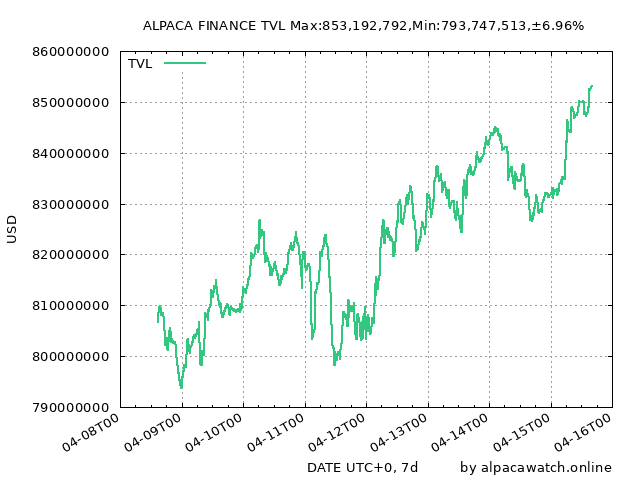 ALPACA FINANCE TVL Max:853,192,792,Min:793,747,513,±6.96%
TVL
860000000
850000000
840000000
830000000
820000000
810000000
800000000
790000000
USD
04-08T00
04-09T00
04-10T00
04-11T00
04-12T00
04-13T00
04-14T00
04-15T00
04-16T00
DATE UTC+0, 7d
by alpacawatch.online